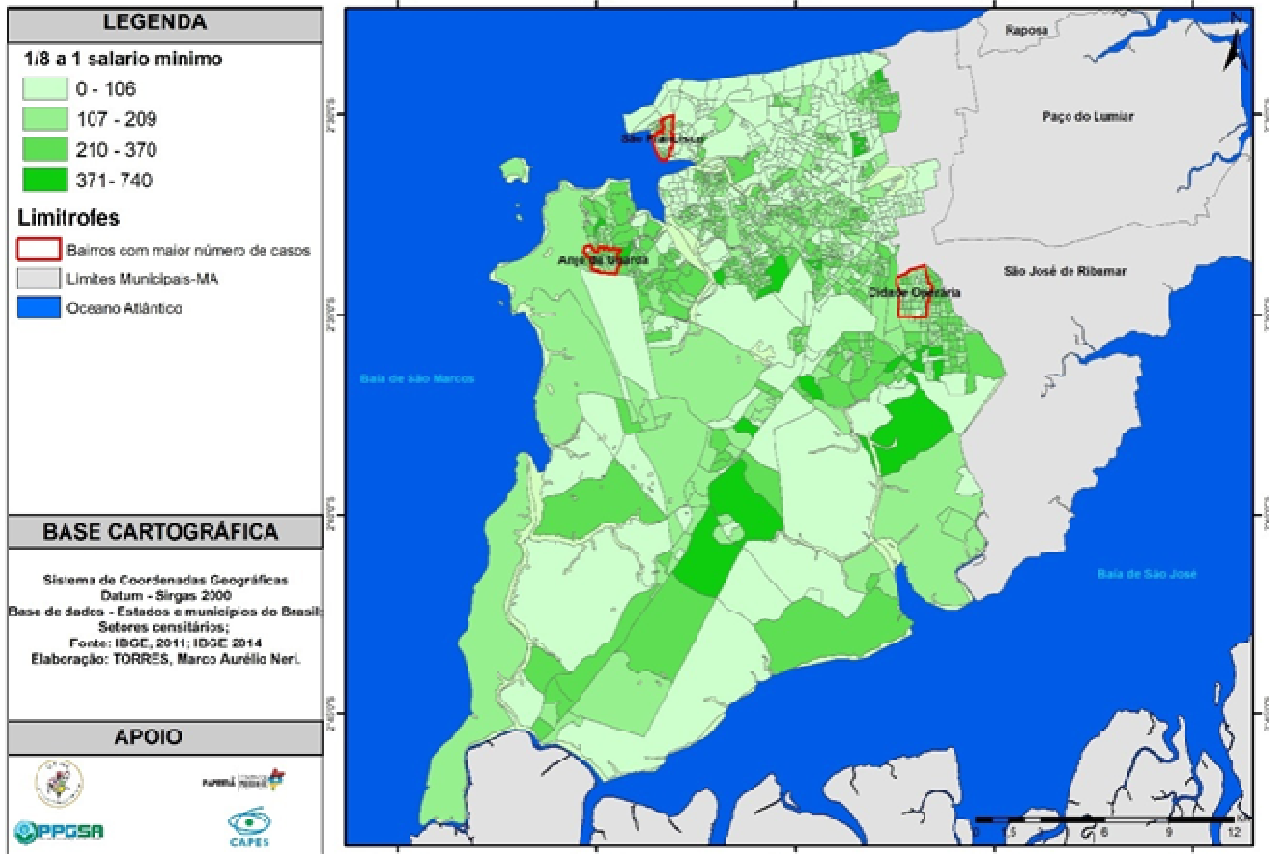 LEGENDA
1/8 a 1 salario minimo
0 - 106
107 - 209
210 - 370
371- 740
Limitrofes
Bairros com maior número de casos
Limites Municipais-MA
Oceano Atlântico
BASE CARTOGRÁFICA
Sistema de Coordenadas Geográficas
Datum - Sirgas 2000
Base de dados - Estados e municípios do Brasil;
Setores censitários;
Fonte: IBGE, 2011; IBGE 2014
Elaboração: TORRES, Marco Aurélio Neri.
APOIO
PPGSA
CAPES
Raposa
Paço do Lumiar
São Francisco
Anjo da Guarda
Cidade Operária
São José de Ribamar
Baía de são Marcos
Baía de São José
N
0 1,5 3 6 9 12